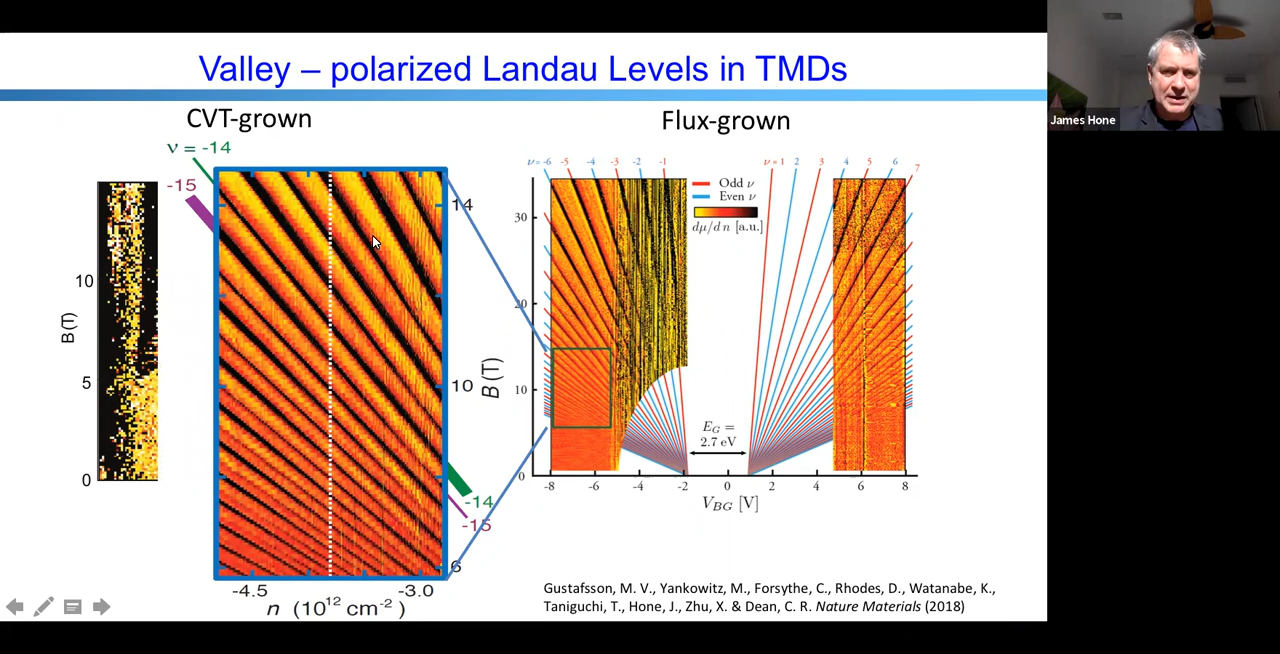 Valley – polarized Landau Levels in TMDs
James Hone
CVT-grown
Flux-grown
ν = -14
-15
14
10
6
-14
-15
B (T)
10
5
0
-4.5
-3.0
n (10¹² cm⁻²)
ν= -6 -5 -4 -3 -2 -1
ν = 1 2 3 4 5 6 7
Odd ν
Even ν
dμ/dn [a.u.]
B (T)
30
20
10
0
E_G =
2.7 eV
-8 -6 -4 -2 0 2 4 6 8
V_BG [V]
Gustafsson, M. V., Yankowitz, M., Forsythe, C., Rhodes, D., Watanabe, K.,
Taniguchi, T., Hone, J., Zhu, X. & Dean, C. R. Nature Materials (2018)